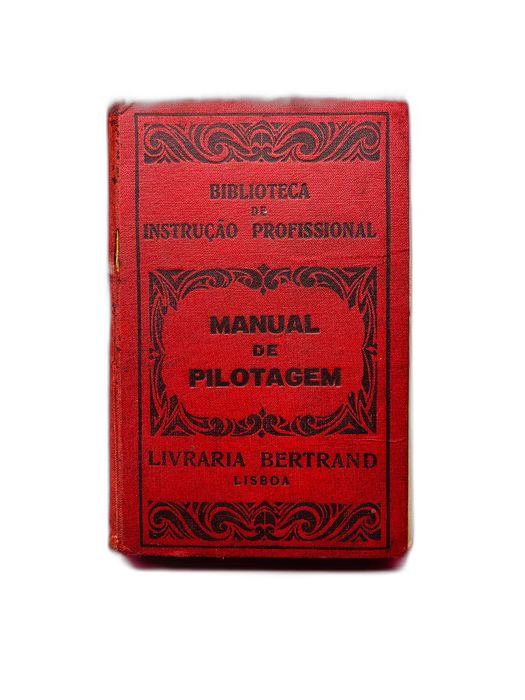 BIBLIOTECA
DE
INSTRUÇÃO PROFISSIONAL
MANUAL
DE
PILOTAGEM
LIVRARIA BERTRAND
LISBOA